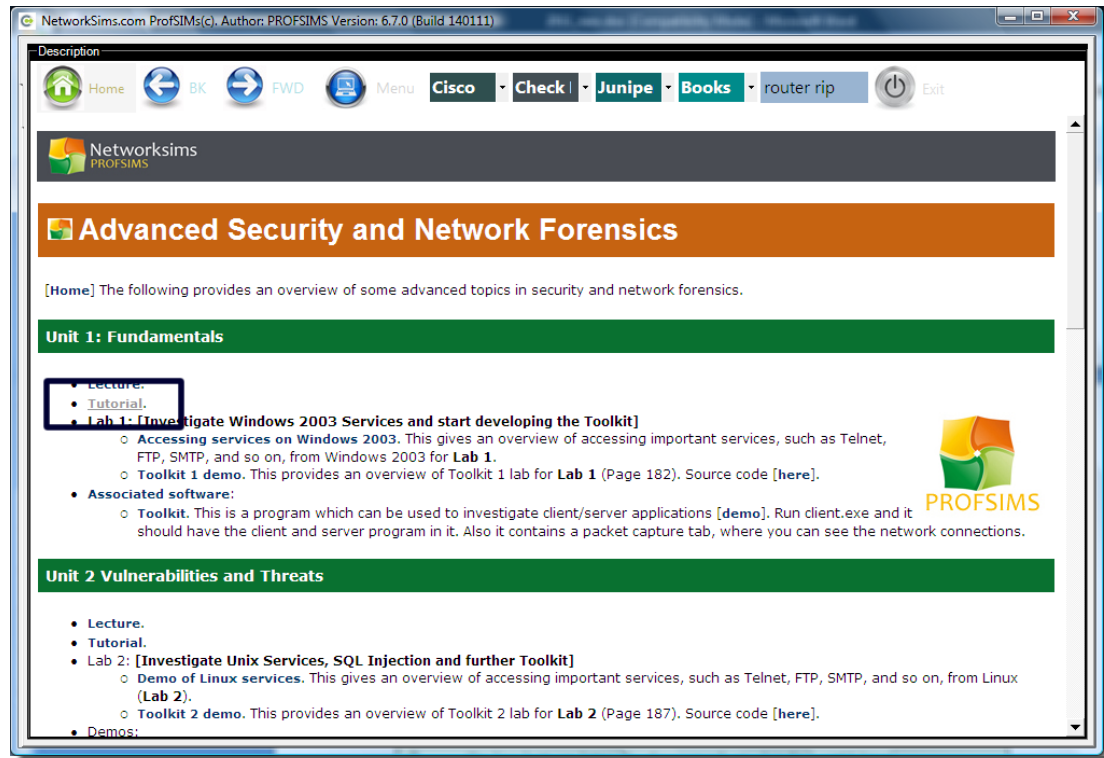 NetworkSims.com ProfSIMs(c). Author: PROFSIMS Version: 6.7.0 (Build 140111)
Description
Home BK FWD Menu Cisco Check Junipe Books router rip Exit
Networksims
PROFSIMS
Advanced Security and Network Forensics
[Home] The following provides an overview of some advanced topics in security and network forensics.
Unit 1: Fundamentals
• Lecture.
• Tutorial.
• Lab 1: [Investigate Windows 2003 Services and start developing the Toolkit]
○ Accessing services on Windows 2003. This gives an overview of accessing important services, such as Telnet,
FTP, SMTP, and so on, from Windows 2003 for Lab 1.
○ Toolkit 1 demo. This provides an overview of Toolkit 1 lab for Lab 1 (Page 182). Source code [here].
• Associated software:
○ Toolkit. This is a program which can be used to investigate client/server applications [demo]. Run client.exe and it
should have the client and server program in it. Also it contains a packet capture tab, where you can see the network connections.
PROFSIMS
Unit 2 Vulnerabilities and Threats
• Lecture.
• Tutorial.
• Lab 2: [Investigate Unix Services, SQL Injection and further Toolkit]
○ Demo of Linux services. This gives an overview of accessing important services, such as Telnet, FTP, SMTP, and so on, from Linux
(Lab 2).
○ Toolkit 2 demo. This provides an overview of Toolkit 2 lab for Lab 2 (Page 187). Source code [here].
• Demos: